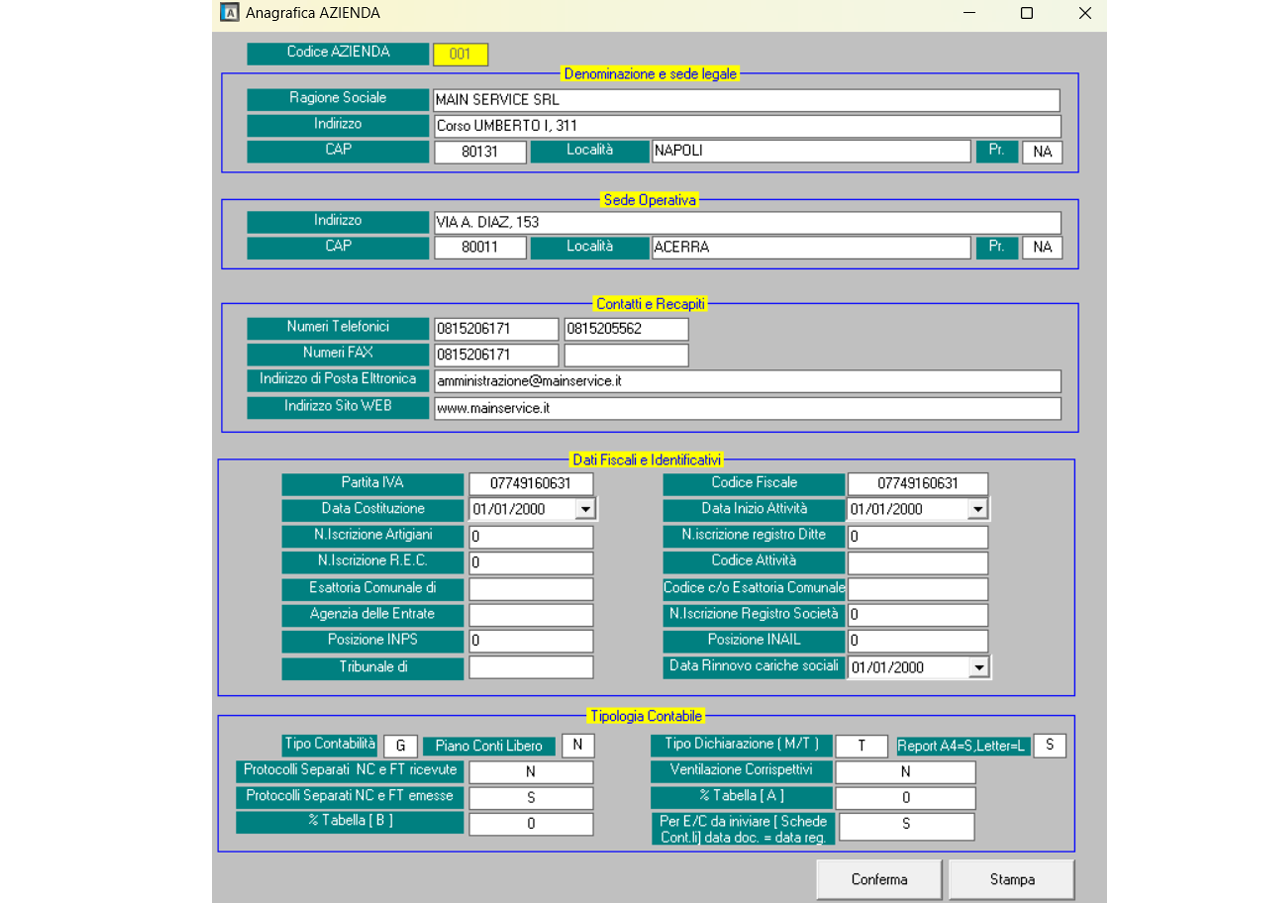 Anagrafica AZIENDA
Codice AZIENDA 001
Denominazione e sede legale
Ragione Sociale MAIN SERVICE SRL
Indirizzo Corso UMBERTO I, 311
CAP 80131 Località NAPOLI Pr. NA
Sede Operativa
Indirizzo VIA A. DIAZ, 153
CAP 80011 Località ACERRA Pr. NA
Contatti e Recapiti
Numeri Telefonici 0815206171 0815205562
Numeri FAX 0815206171
Indirizzo di Posta Elttronica amministrazione@mainservice.it
Indirizzo Sito WEB www.mainservice.it
Dati Fiscali e Identificativi
Partita IVA 07749160631 Codice Fiscale 07749160631
Data Costituzione 01/01/2000 Data Inizio Attività 01/01/2000
N.Iscrizione Artigiani 0 N.iscrizione registro Ditte 0
N.Iscrizione R.E.C. 0 Codice Attività
Esattoria Comunale di Codice c/o Esattoria Comunale
Agenzia delle Entrate N.Iscrizione Registro Società 0
Posizione INPS 0 Posizione INAIL 0
Tribunale di Data Rinnovo cariche sociali 01/01/2000
Tipologia Contabile
Tipo Contabilità G Piano Conti Libero N Tipo Dichiarazione ( M/T ) T Report A4=S,Letter=L S
Protocolli Separati NC e FT ricevute N Ventilazione Corrispettivi N
Protocolli Separati NC e FT emesse S % Tabella [ A ] 0
% Tabella [ B ] 0 Per E/C da iniviare [ Schede
Cont.li] data doc. = data reg. S
Conferma Stampa